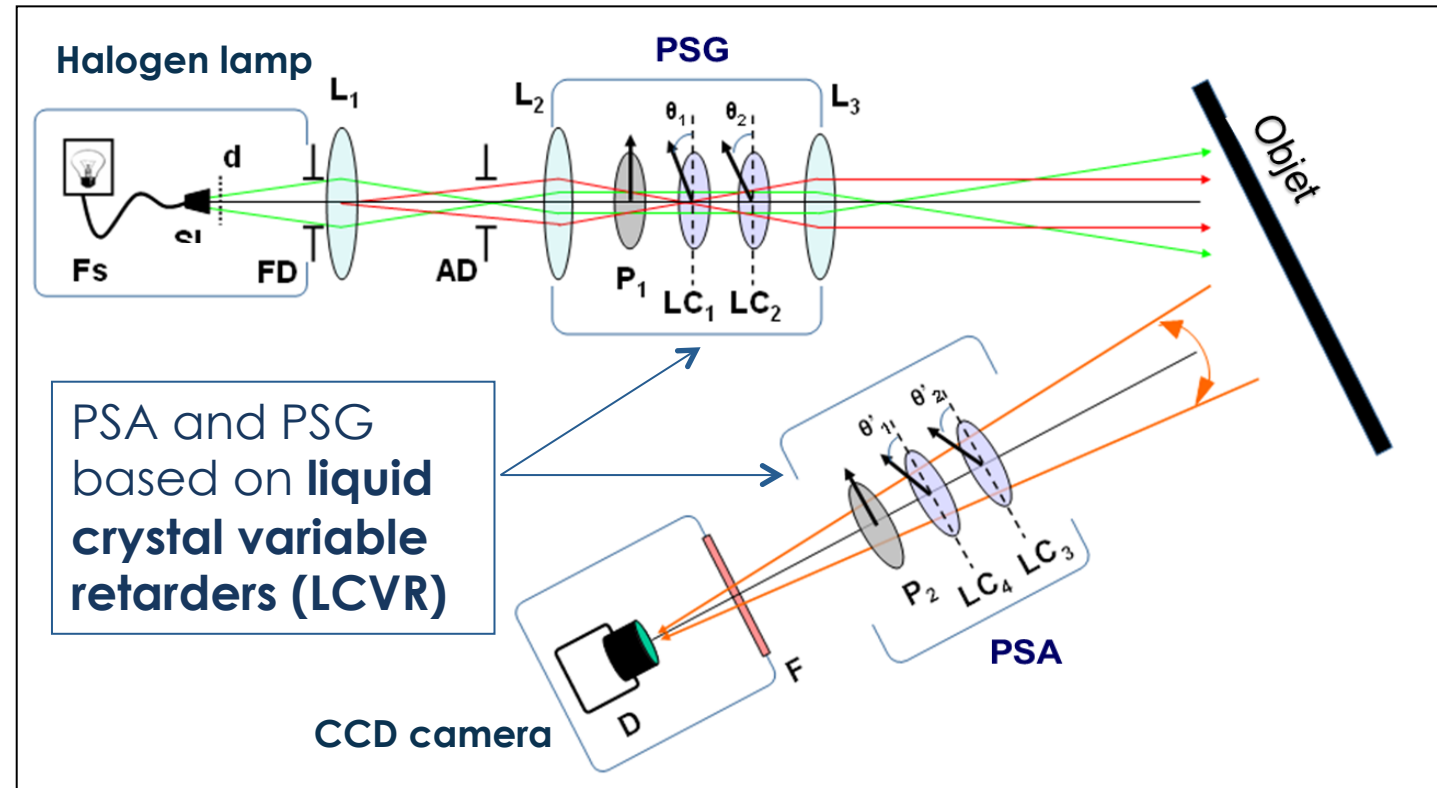 Halogen lamp
PSG
L₁
L₂
θ₁
θ₂
L₃
d
Fs
FD
AD
P₁
LC₁
LC₂
Objet
PSA and PSG
based on liquid
crystal variable
retarders (LCVR)
θ'₁
θ'₂
P₂
LC₄
LC₃
PSA
F
D
CCD camera